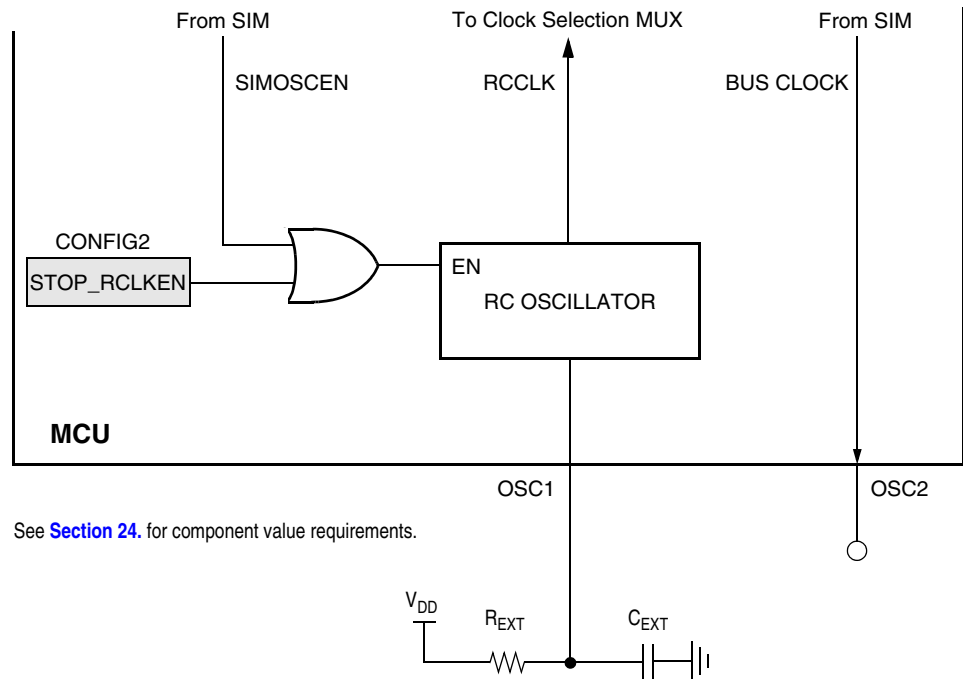 From SIM
To Clock Selection MUX
From SIM
SIMOSCEN
RCCLK
BUS CLOCK
CONFIG2
STOP_RCLKEN
EN
RC OSCILLATOR
MCU
OSC1
OSC2
See Section 24. for component value requirements.
VDD
REXT
CEXT